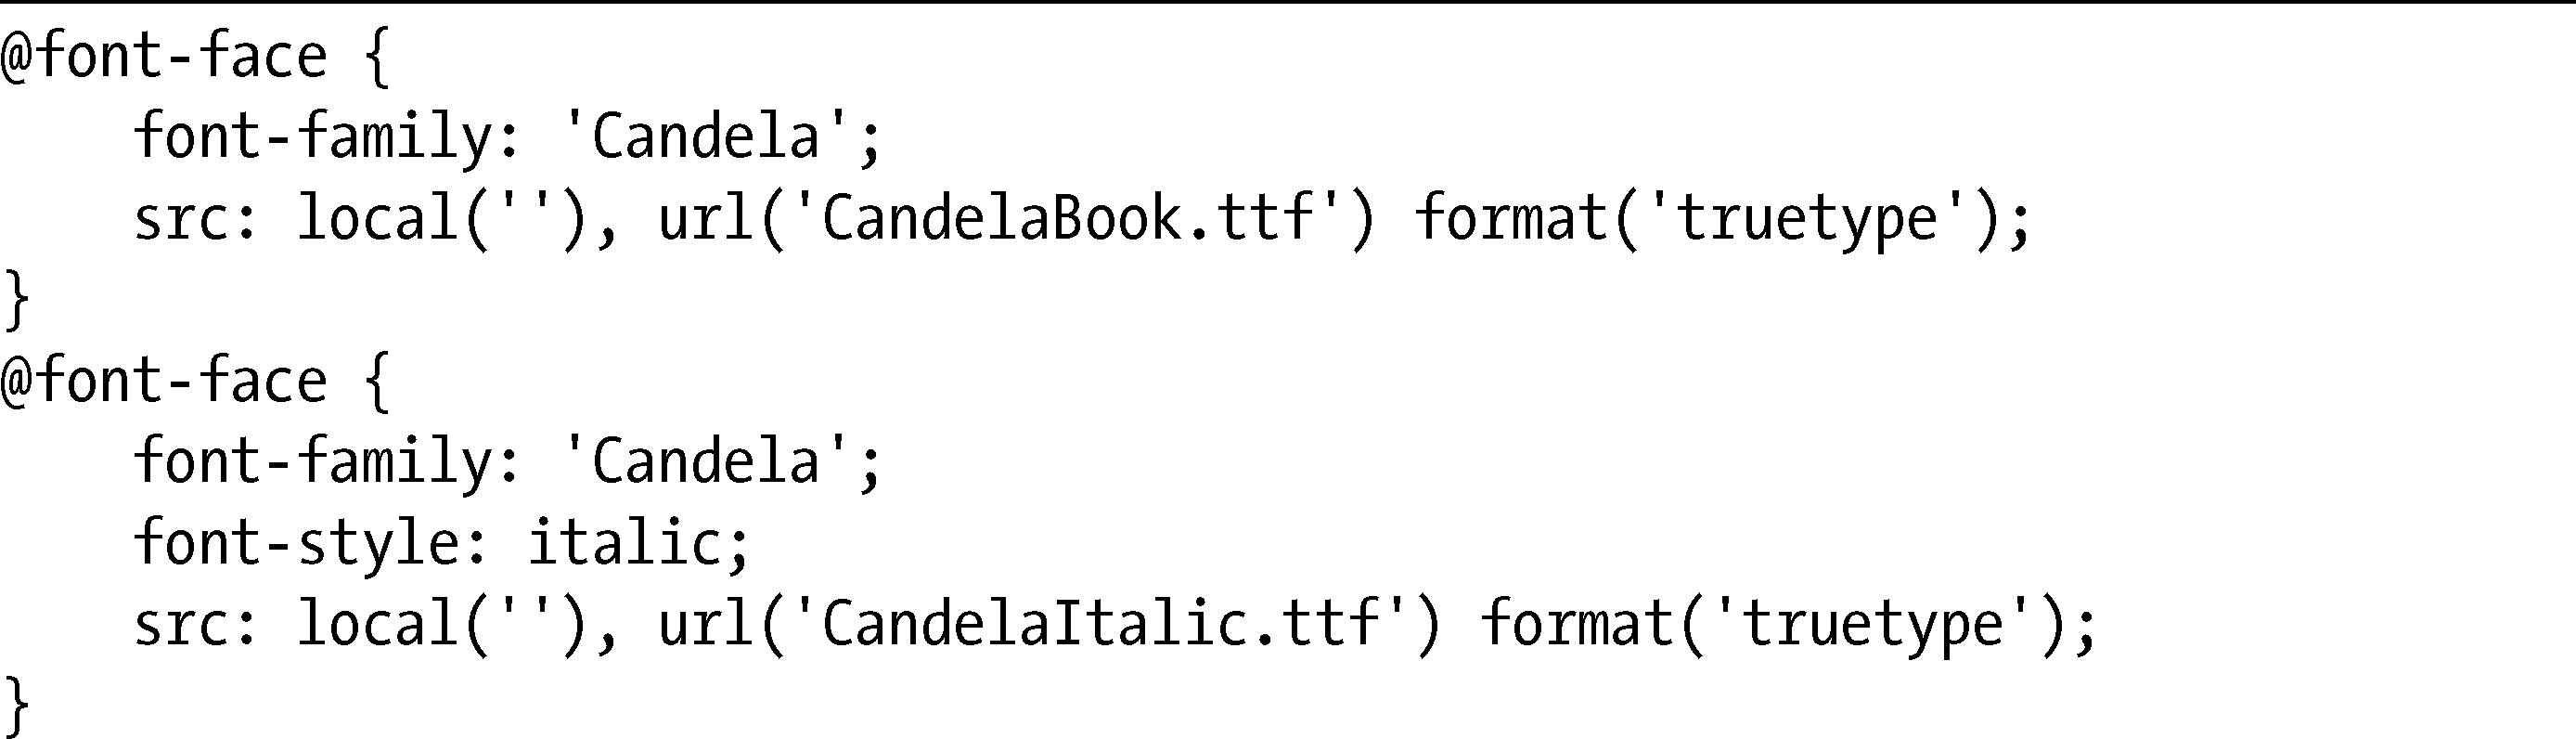 @font-face {
    font-family: 'Candela';
    src: local(''), url('CandelaBook.ttf') format('truetype');
}
@font-face {
    font-family: 'Candela';
    font-style: italic;
    src: local(''), url('CandelaItalic.ttf') format('truetype');
}